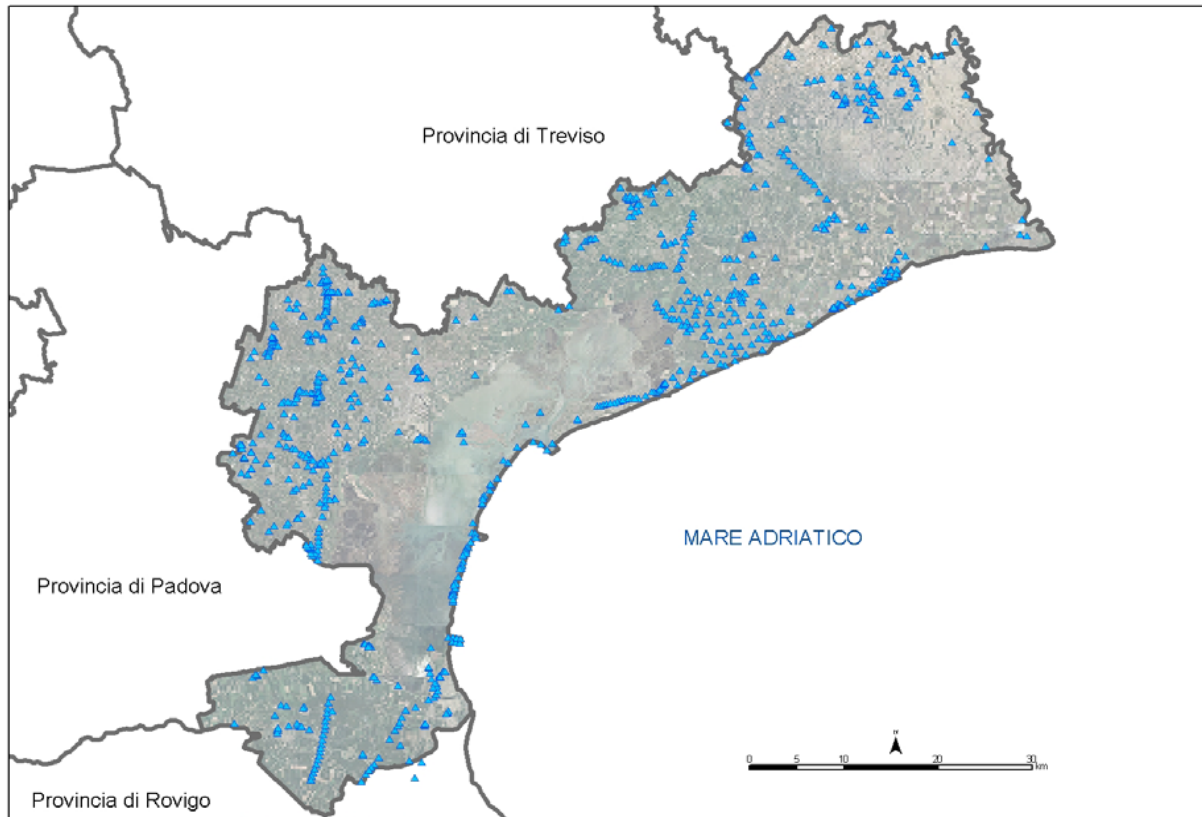 Provincia di Treviso
MARE ADRIATICO
Provincia di Padova
N
0 5 10 20 30
km
Provincia di Rovigo